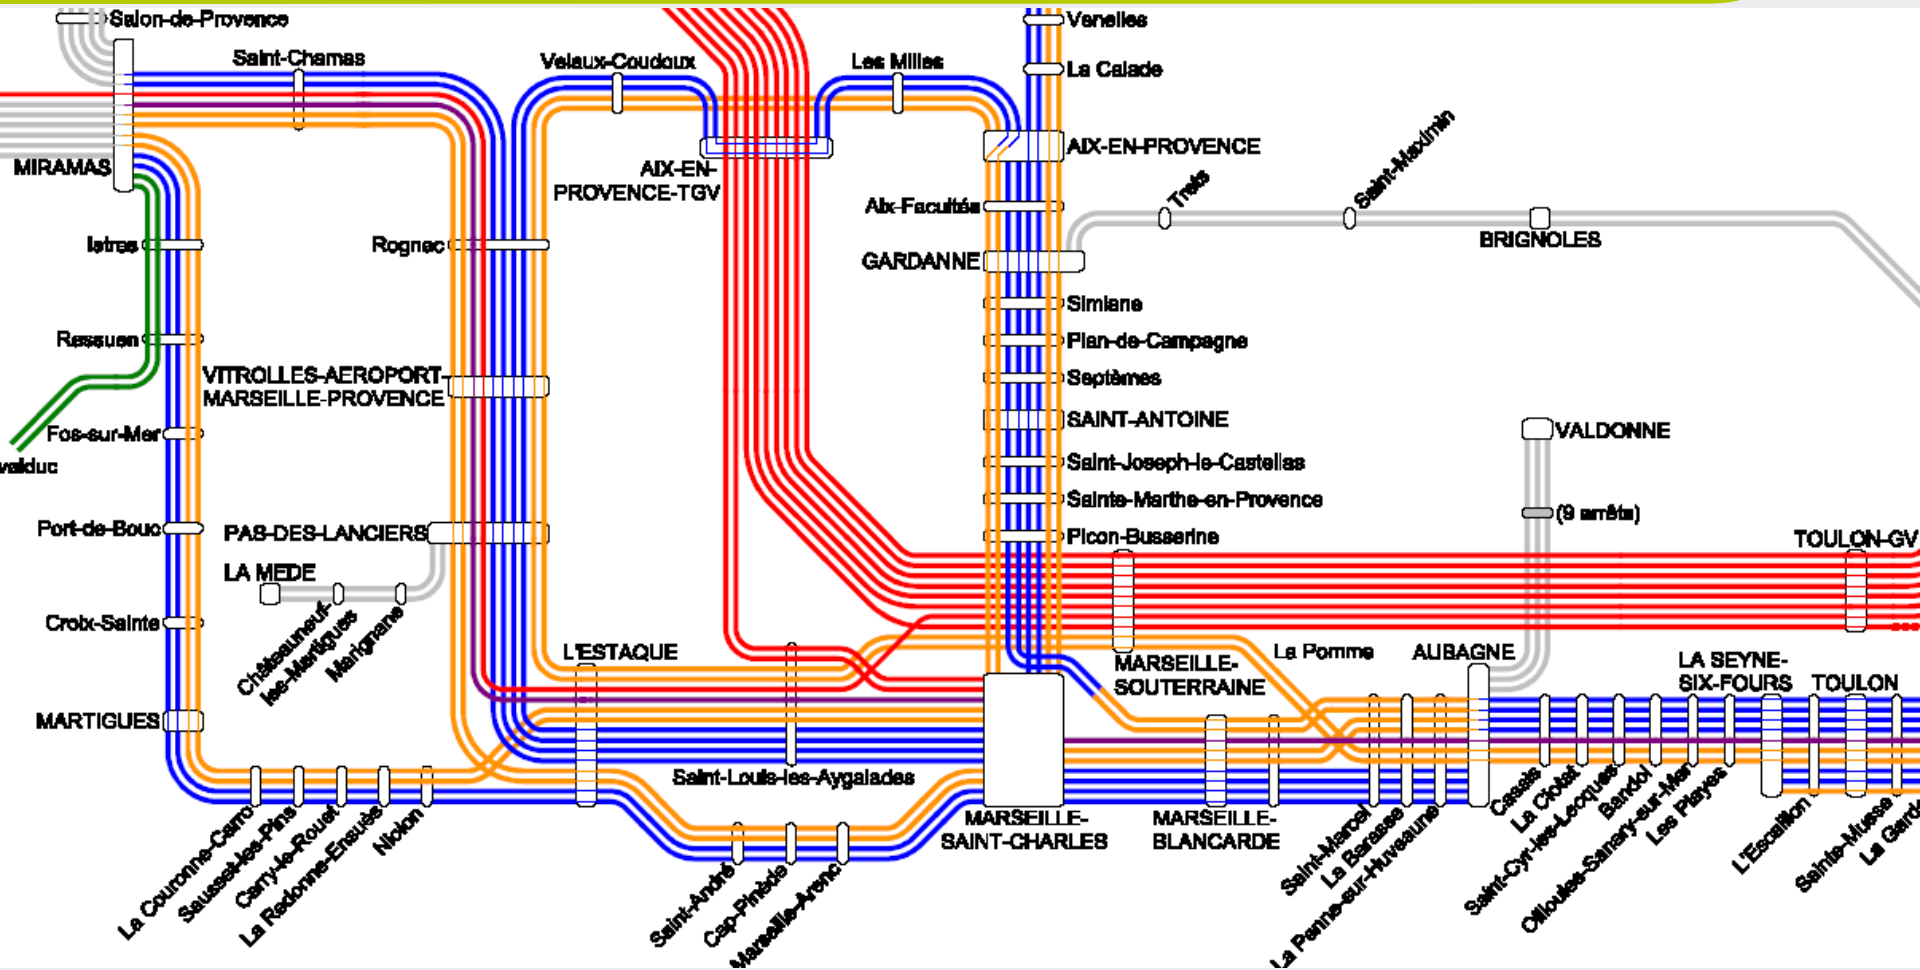 Salon-de-Provence
Saint-Chamas
Velaux-Coudoux
Les Milles
Venelles
La Calade
MIRAMAS
AIX-EN-
PROVENCE-TGV
AIX-EN-PROVENCE
Trets
Saint-Maximin
BRIGNOLES
Aix-Facultés
GARDANNE
Istres
Rognac
Simiane
Rassuen
Plan-de-Campagne
VITROLLES-AEROPORT-
MARSEILLE-PROVENCE
Septèmes
SAINT-ANTOINE
VALDONNE
Fos-sur-Mer
valduc
Saint-Joseph-le-Castellas
Sainte-Marthe-en-Provence
(9 arrêts)
Port-de-Bouc
PAS-DES-LANCIERS
Picon-Busserine
TOULON-GV
LA MEDE
Châteauneuf-
les-Martigues
Marignane
Croix-Sainte
L'ESTAQUE
MARSEILLE-
SOUTERRAINE
La Pomme
AUBAGNE
LA SEYNE-
SIX-FOURS
TOULON
MARTIGUES
Saint-Louis-les-Aygalades
MARSEILLE-
SAINT-CHARLES
MARSEILLE-
BLANCARDE
La Couronne-Carro
Sausset-les-Pins
Carry-le-Rouet
La Redonne-Ensuès
Niolon
Saint-André
Cap-Pinède
Marseille-Arenc
Saint-Marcel
La Barasse
La Penne-sur-Huveaune
Cassis
La Ciotat
Saint-Cyr-les-Lecques
Bandol
Ollioules-Sanary-sur-Mer
Les Playes
L'Escaillon
Sainte-Musse
La Gard